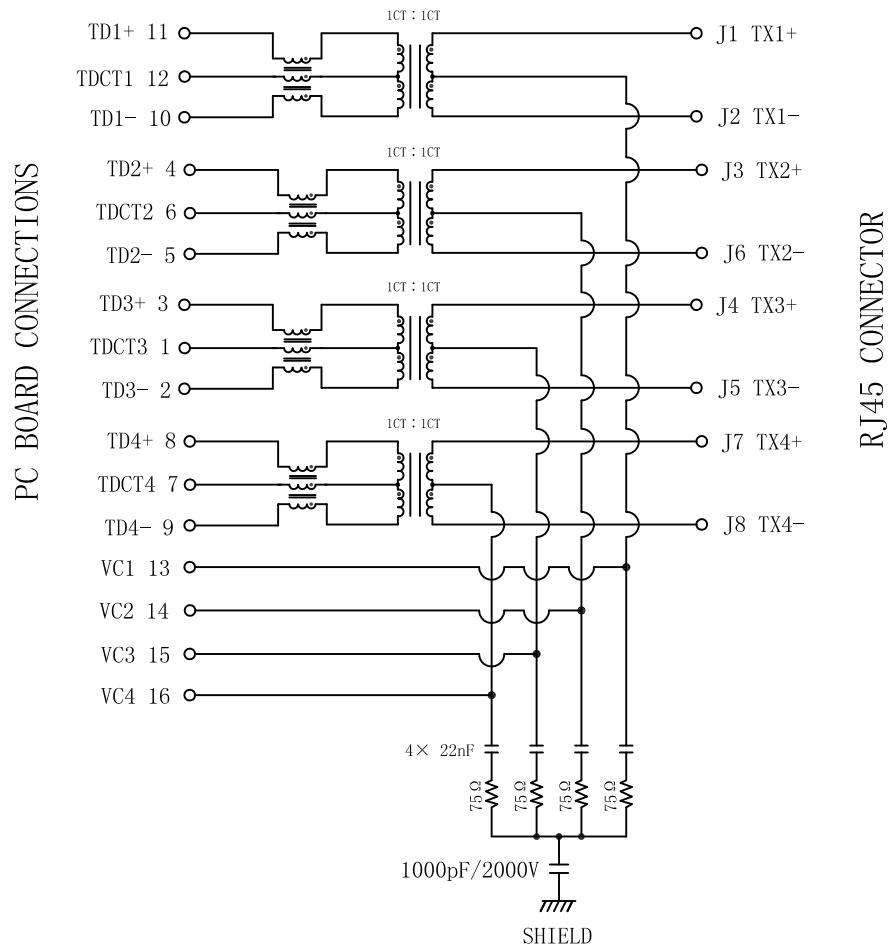 1CT：1CT
TD1+ 11
J1 TX1+
TDCT1 12
TD1- 10
J2 TX1-
1CT：1CT
TD2+ 4
J3 TX2+
TDCT2 6
TD2- 5
J6 TX2-
1CT：1CT
TD3+ 3
J4 TX3+
TDCT3 1
TD3- 2
J5 TX3-
1CT：1CT
TD4+ 8
J7 TX4+
TDCT4 7
TD4- 9
J8 TX4-
VC1 13
VC2 14
VC3 15
VC4 16
PC BOARD CONNECTIONS
RJ45 CONNECTOR
4× 22nF
75Ω
75Ω
75Ω
75Ω
1000pF/2000V
SHIELD